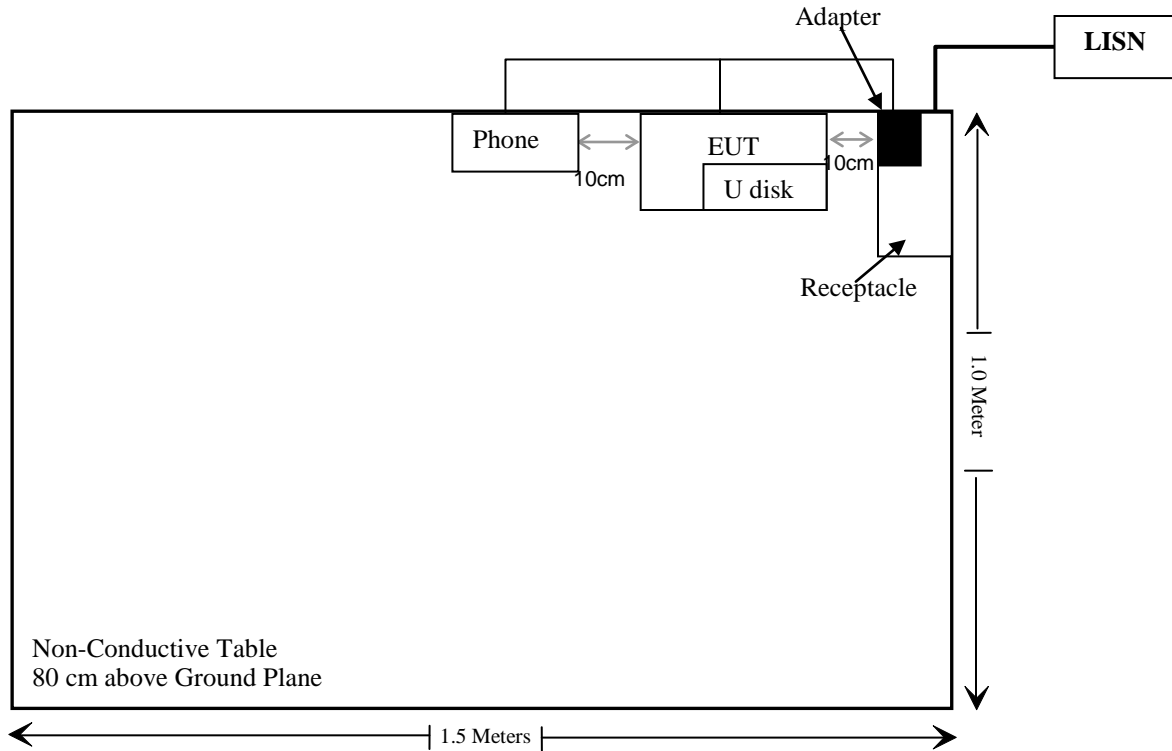 Adapter
LISN
Phone
EUT
10cm
10cm
U disk
Receptacle
1.0 Meter
Non-Conductive Table
80 cm above Ground Plane
1.5 Meters